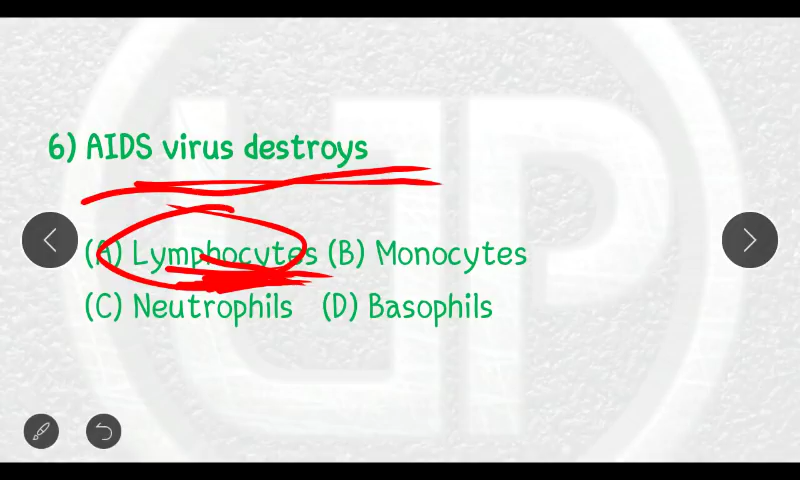 6) AIDS virus destroys
(A) Lymphocytes (B) Monocytes
(C) Neutrophils (D) Basophils